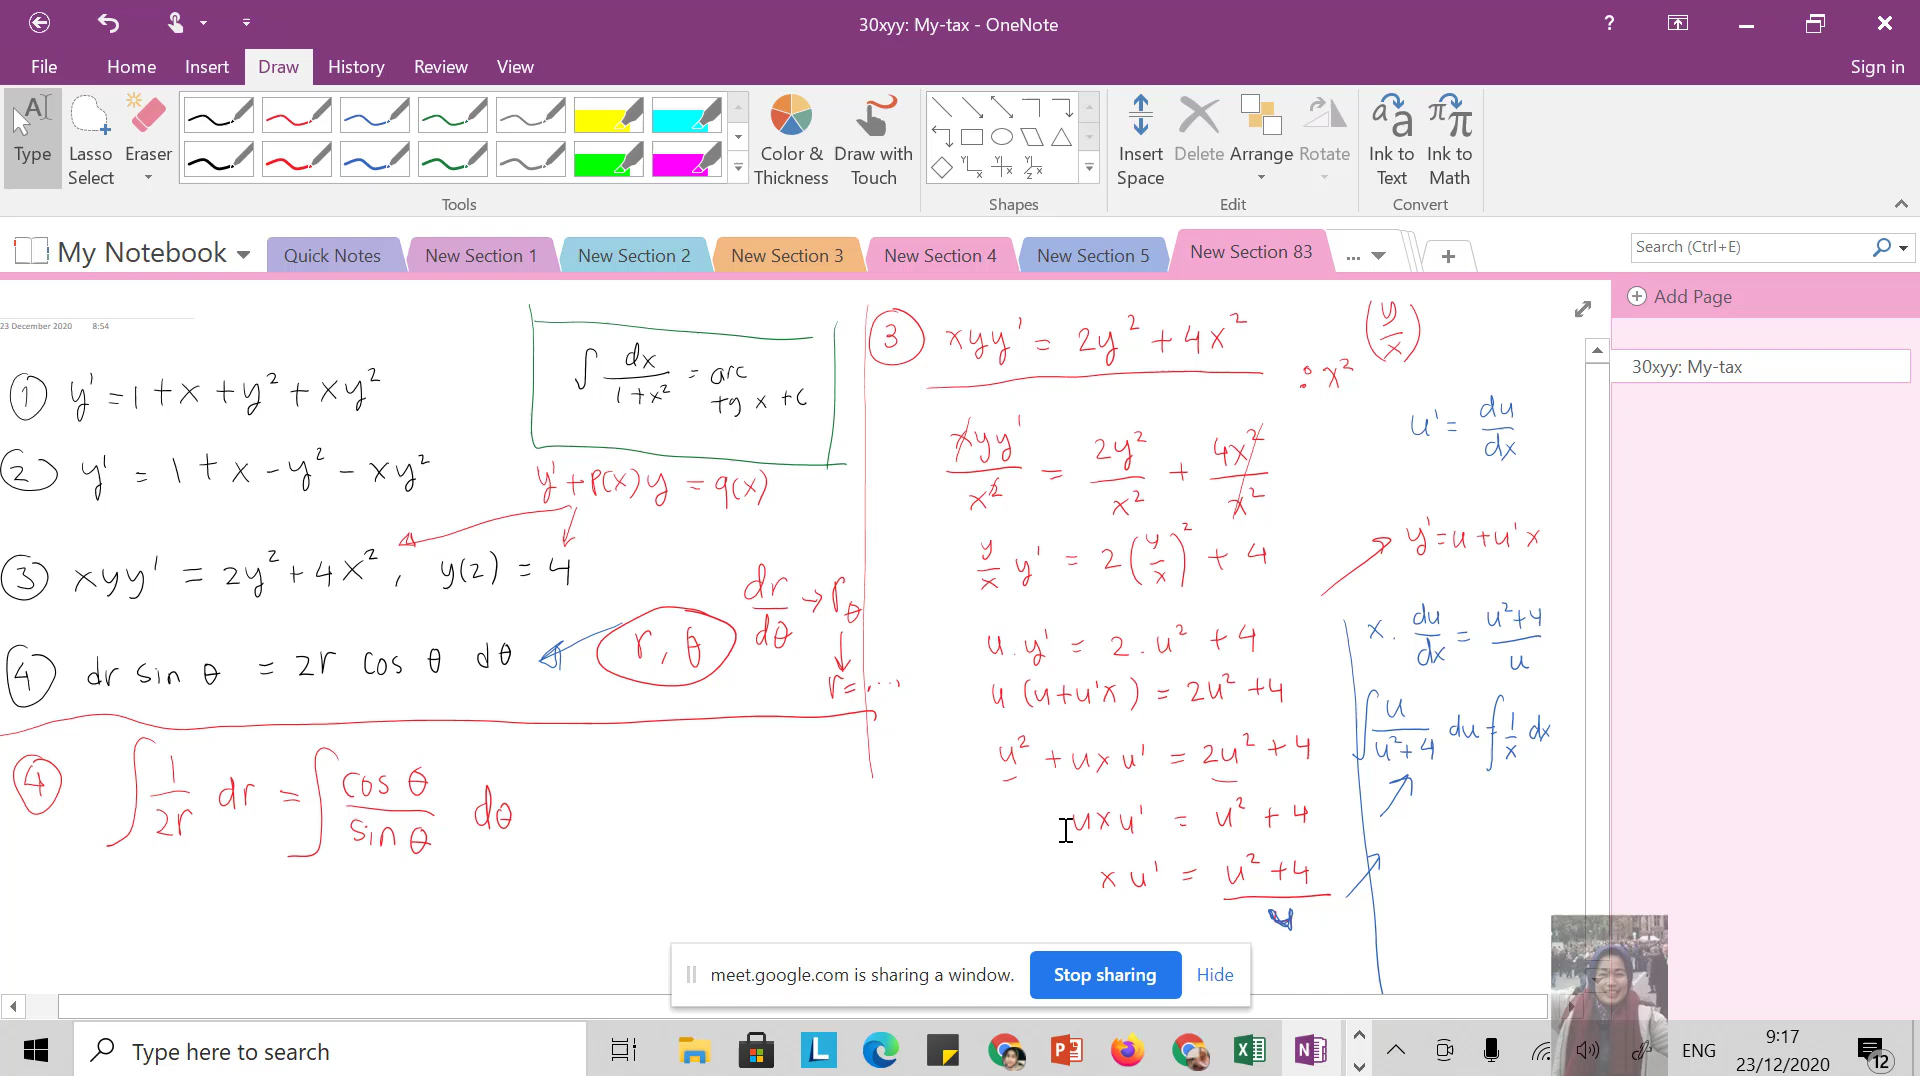 30xyy: My-tax - OneNote
?
File Home Insert Draw History Review View
Sign in
Type
Lasso Select
Eraser
Color & Thickness
Draw with Touch
Insert Space
Delete
Arrange
Rotate
Ink to Text
Ink to Math
Tools
Shapes
Edit
Convert
My Notebook
Quick Notes
New Section 1
New Section 2
New Section 3
New Section 4
New Section 5
New Section 83
...
Search (Ctrl+E)
Add Page
30xyy: My-tax
23 December 2020 8:54
① y' = 1 + x + y² + xy²
② y' = 1 + x - y² - xy²
③ xyy' = 2y² + 4x², y(2) = 4
④ dr sin θ = 2r cos θ dθ
∫ dx/(1+x²) = arc tg x + c
y' + p(x) y = q(x)
r, θ
dr/dθ → r θ
r = ....
④ ∫ 1/2r dr = ∫ cos θ/sin θ dθ
③ xyy' = 2y² + 4x²
: x²
(y/x)
xyy'/x² = 2y²/x² + 4x²/x²
y/x y' = 2 (y/x)² + 4
u . y' = 2 . u² + 4
u (u + u'x) = 2u² + 4
u² + u x u' = 2u² + 4
u x u' = u² + 4
x u' = (u² + 4)/u
u' = du/dx
y' = u + u'x
x . du/dx = (u² + 4)/u
∫ u/(u² + 4) du = ∫ 1/x dx
meet.google.com is sharing a window.
Stop sharing
Hide
Type here to search
ENG
9:17
23/12/2020
12